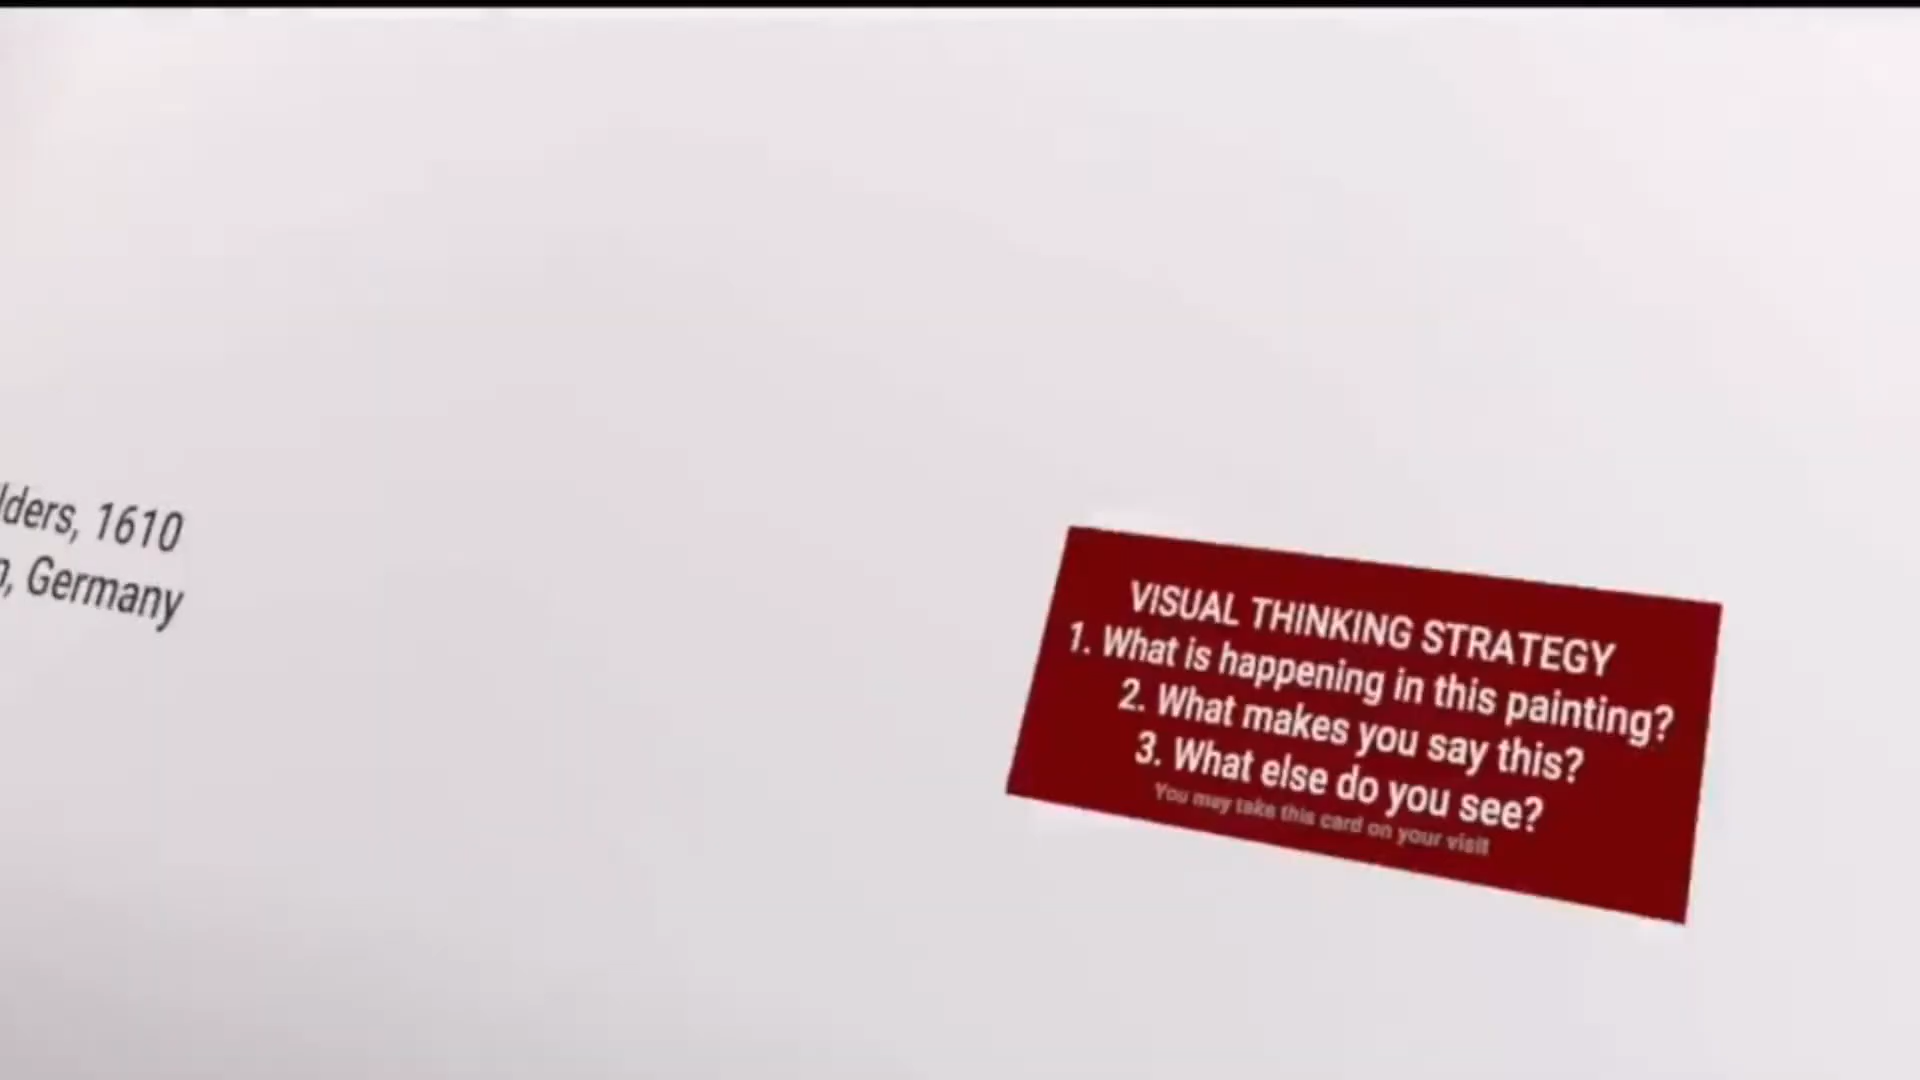 lders, 1610
, Germany
VISUAL THINKING STRATEGY
1. What is happening in this painting?
2. What makes you say this?
3. What else do you see?
You may take this card on your visit